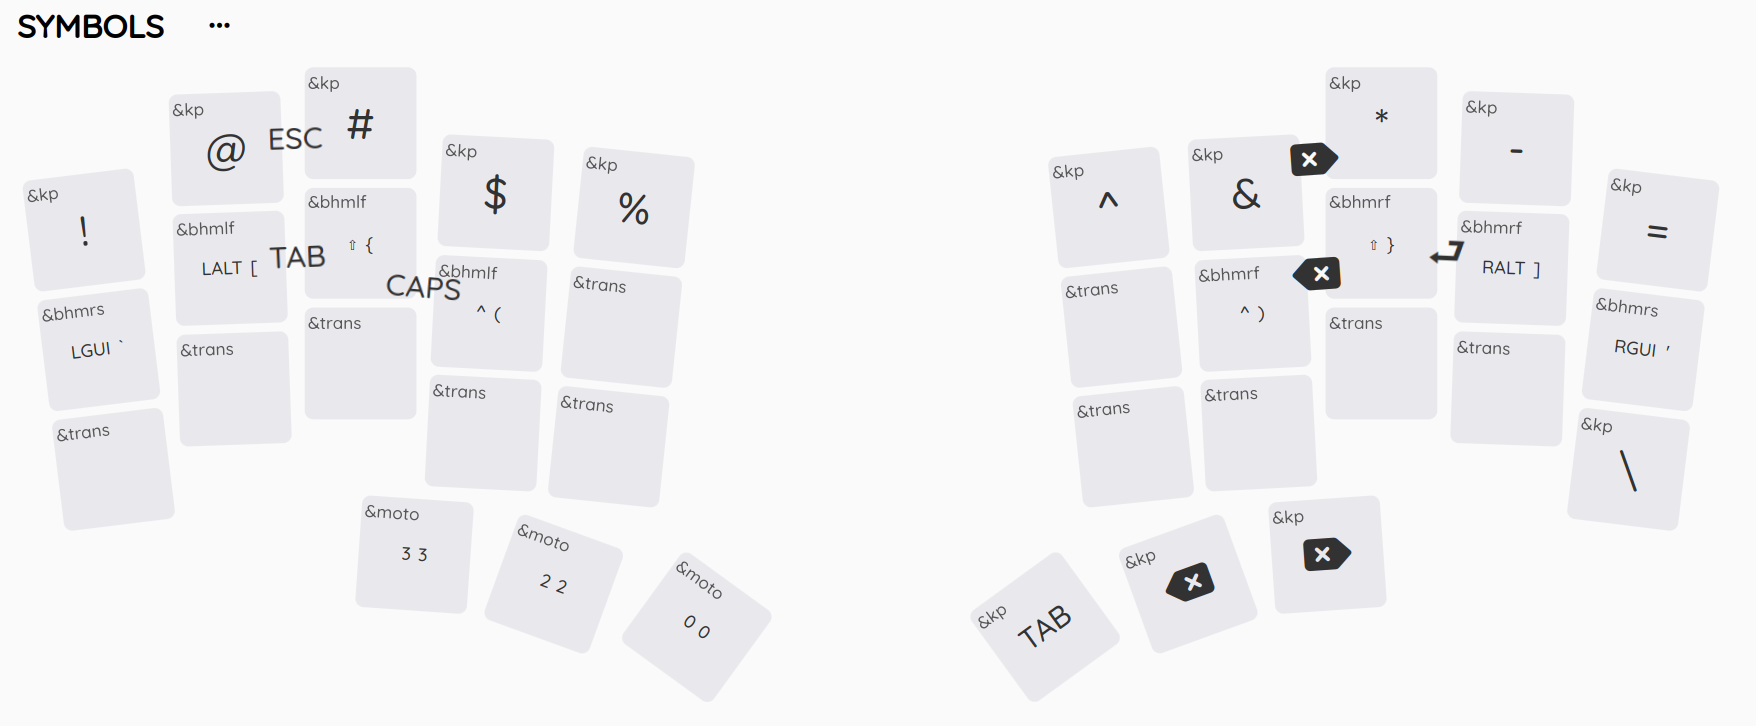 SYMBOLS ...
&kp
!
&kp
@
ESC
&kp
#
&kp
$
&kp
%
&bhmrs
LGUI `
&bhmlf
LALT [
TAB
&bhmlf
⇧ {
CAPS
&bhmlf
^ (
&trans
&trans
&trans
&trans
&trans
&trans
&moto
3 3
&moto
2 2
&moto
0 0
&kp
^
&kp
&
&kp
*
&kp
-
&kp
=
&trans
&bhmrf
^ )
&bhmrf
⇧ }
&bhmrf
RALT ]
&bhmrs
RGUI '
&trans
&trans
&trans
&trans
&kp
\
&kp
TAB
&kp
⌫
&kp
⌦